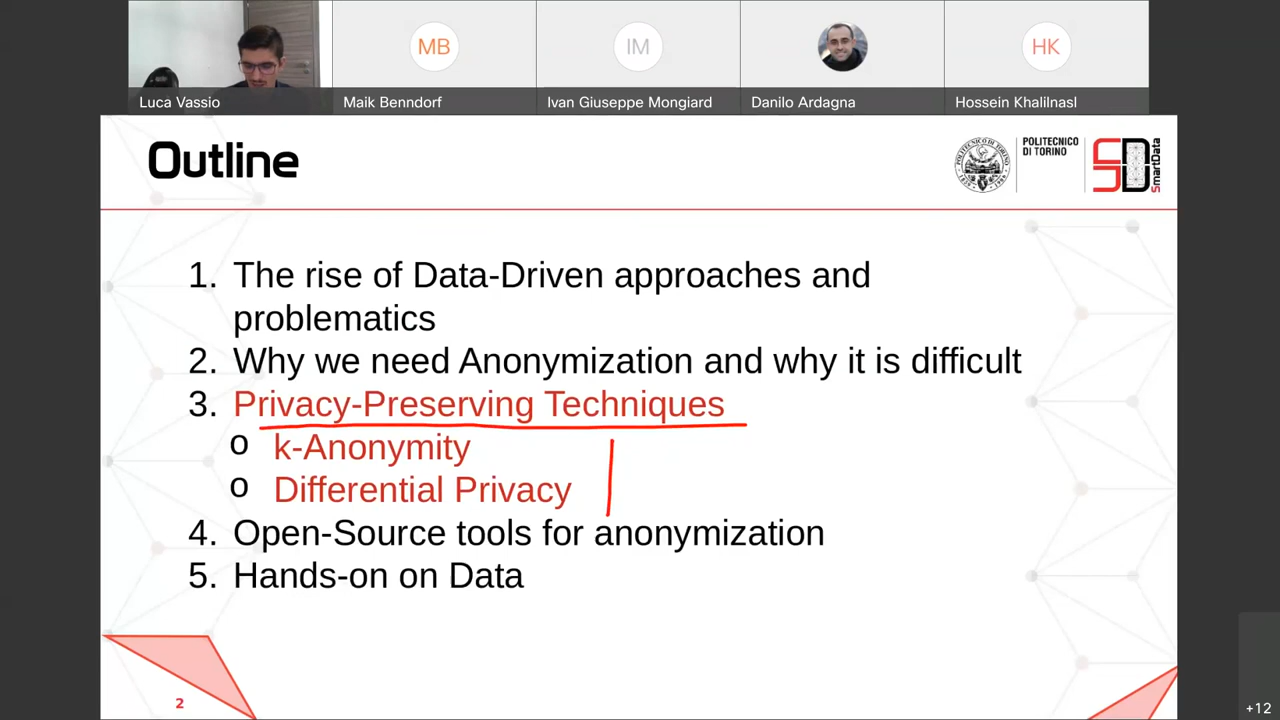 MB
IM
HK
Luca Vassio
Maik Benndorf
Ivan Giuseppe Mongiard
Danilo Ardagna
Hossein Khalilnasl
Outline
POLITECNICO
DI TORINO
SD
SmartData
1. The rise of Data-Driven approaches and
problematics
2. Why we need Anonymization and why it is difficult
3. Privacy-Preserving Techniques
o k-Anonymity
o Differential Privacy
4. Open-Source tools for anonymization
5. Hands-on on Data
2
+12